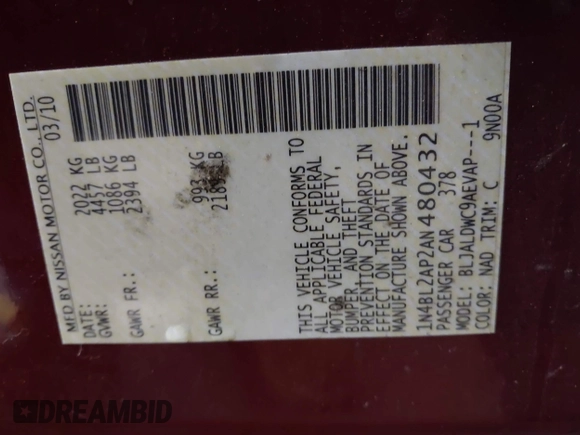 MFD BY NISSAN MOTOR CO., LTD.
DATE: 03/10
GVWR: 2022 KG
4457 LB
GAWR FR.: 1086 KG
2394 LB
GAWR RR.: KG
LB
THIS VEHICLE CONFORMS TO
ALL APPLICABLE FEDERAL
MOTOR VEHICLE SAFETY,
BUMPER AND THEFT
PREVENTION STANDARDS IN
EFFECT ON THE DATE OF
MANUFACTURE SHOWN ABOVE.
1N4BL2AP2AN480432
PASSENGER CAR 378
MODEL: BLJALDWC9AEVAP---1
COLOR: NAD TRIM: C 9N00A
DREAMBID